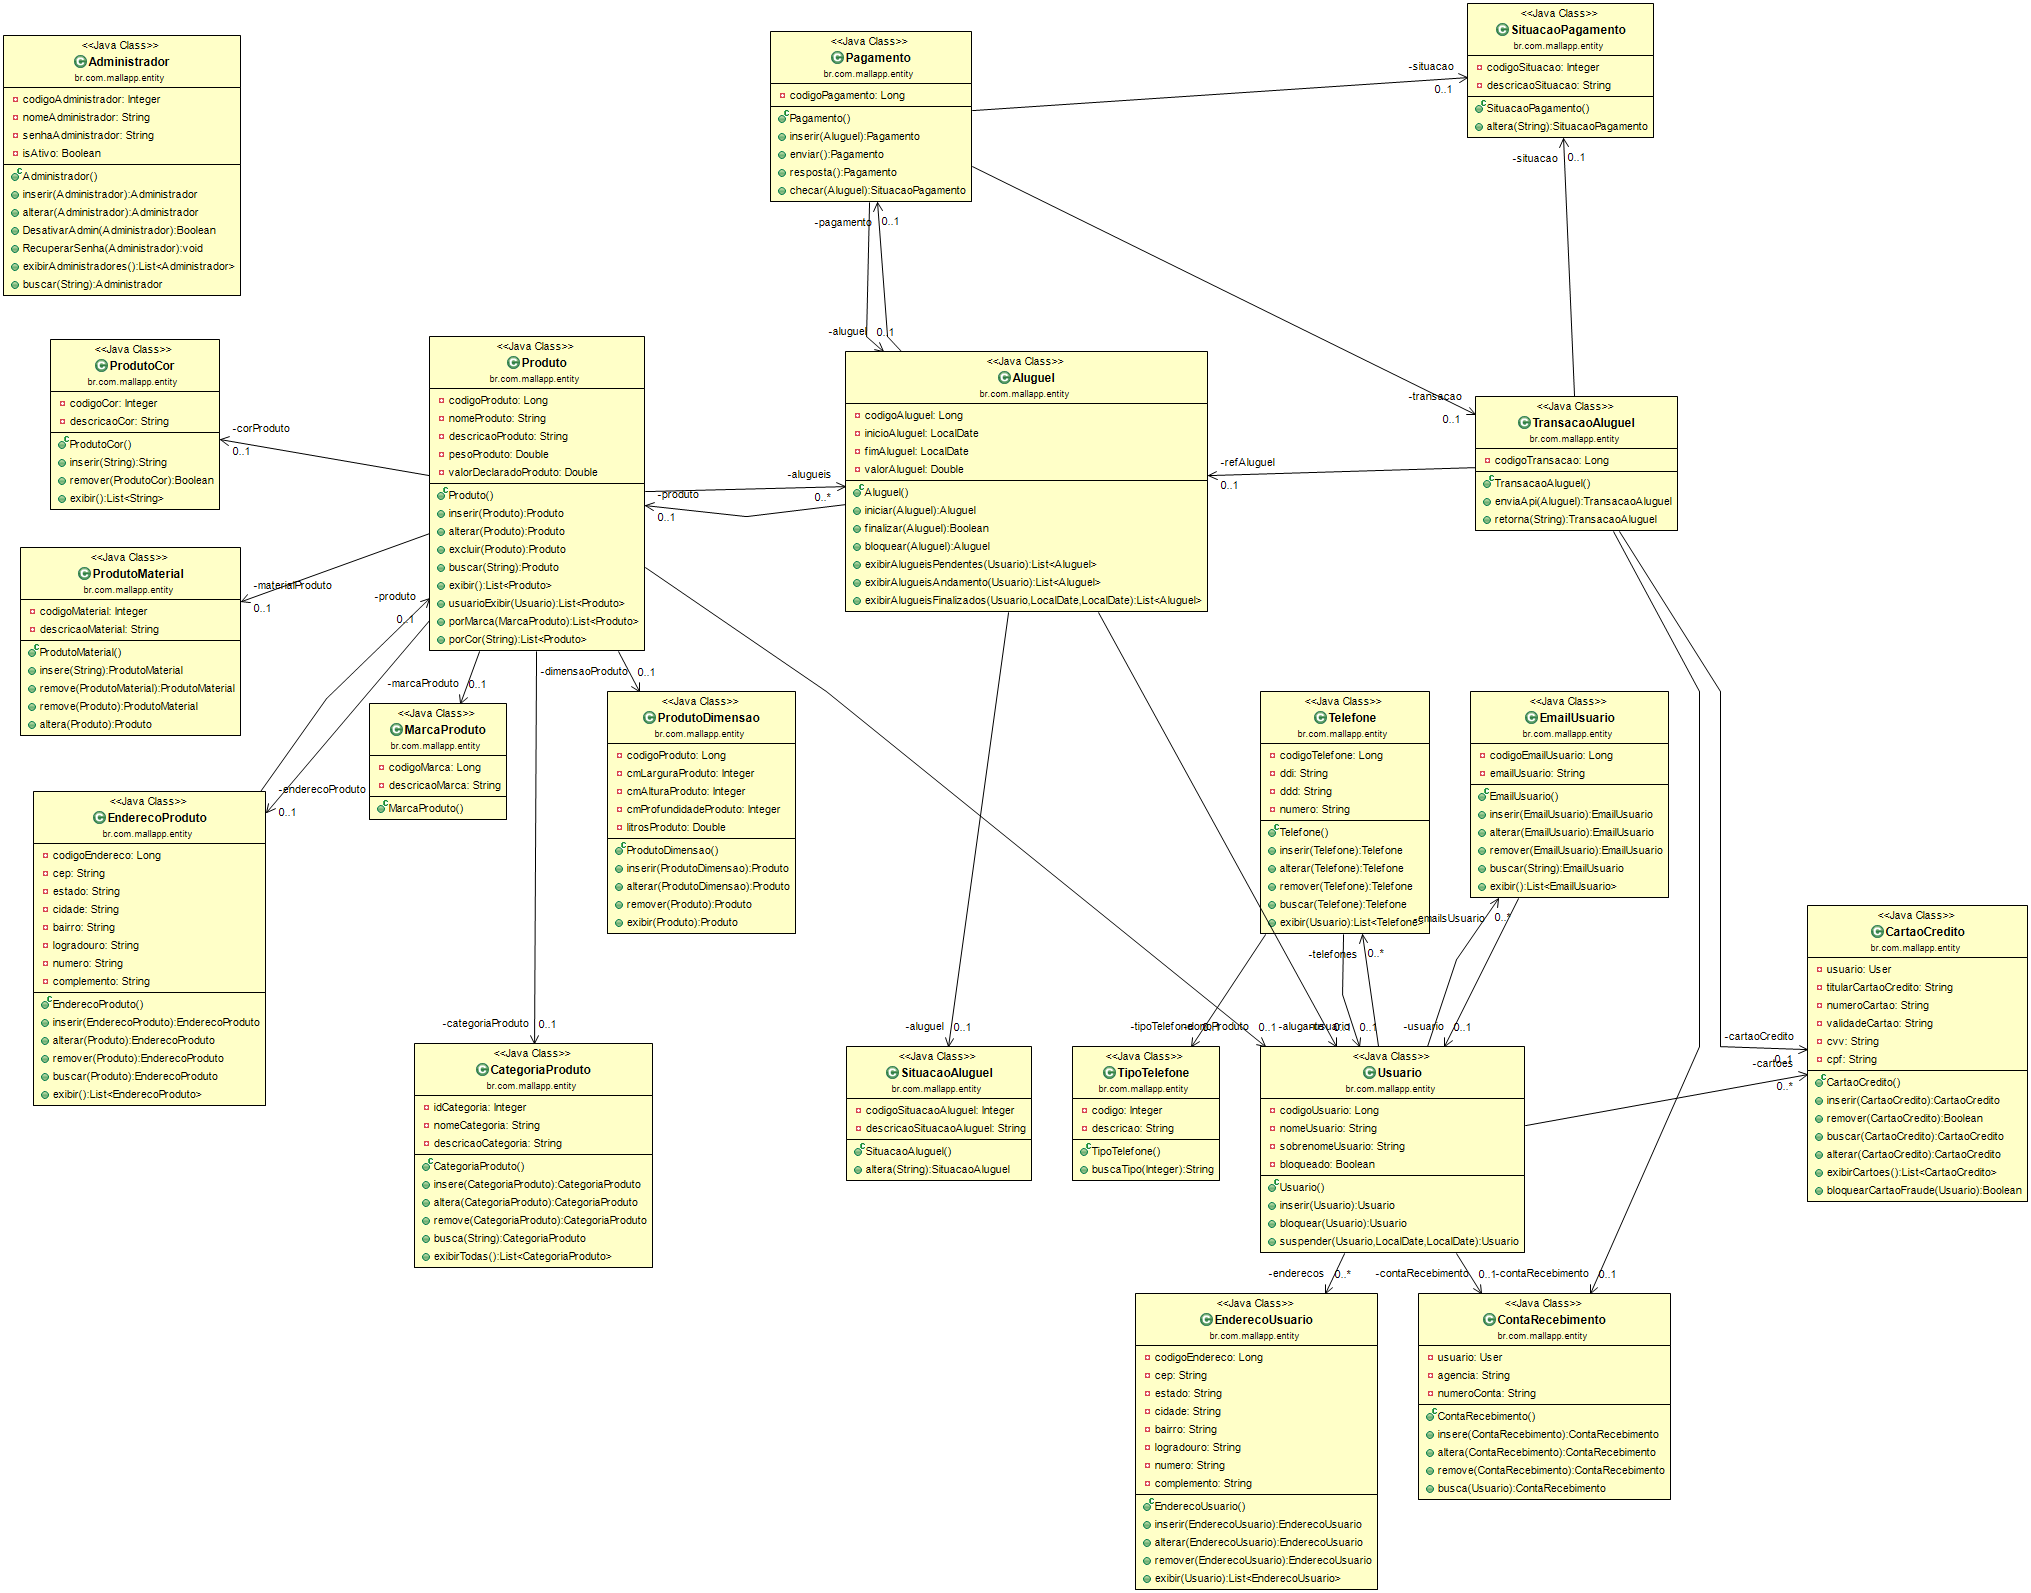 <<Java Class>>
Administrador
br.com.mallapp.entity
codigoAdministrador: Integer
nomeAdministrador: String
senhaAdministrador: String
isAtivo: Boolean
Administrador()
inserir(Administrador):Administrador
alterar(Administrador):Administrador
DesativarAdmin(Administrador):Boolean
RecuperarSenha(Administrador):void
exibirAdministradores():List<Administrador>
buscar(String):Administrador
<<Java Class>>
Pagamento
br.com.mallapp.entity
codigoPagamento: Long
Pagamento()
inserir(Aluguel):Pagamento
enviar():Pagamento
resposta():Pagamento
checar(Aluguel):SituacaoPagamento
<<Java Class>>
SituacaoPagamento
br.com.mallapp.entity
codigoSituacao: Integer
descricaoSituacao: String
SituacaoPagamento()
altera(String):SituacaoPagamento
-situacao
0..1
-situacao 0..1
-pagamento 0..1
-aluguel 0..1
-transacao
0..1
<<Java Class>>
ProdutoCor
br.com.mallapp.entity
codigoCor: Integer
descricaoCor: String
ProdutoCor()
inserir(String):String
remover(ProdutoCor):Boolean
exibir():List<String>
-corProduto
0..1
<<Java Class>>
Produto
br.com.mallapp.entity
codigoProduto: Long
nomeProduto: String
descricaoProduto: String
pesoProduto: Double
valorDeclaradoProduto: Double
Produto()
inserir(Produto):Produto
alterar(Produto):Produto
excluir(Produto):Produto
buscar(String):Produto
exibir():List<Produto>
usuarioExibir(Usuario):List<Produto>
porMarca(MarcaProduto):List<Produto>
porCor(String):List<Produto>
-alugueis
0..*
-produto
0..1
<<Java Class>>
Aluguel
br.com.mallapp.entity
codigoAluguel: Long
inicioAluguel: LocalDate
fimAluguel: LocalDate
valorAluguel: Double
Aluguel()
iniciar(Aluguel):Aluguel
finalizar(Aluguel):Boolean
bloquear(Aluguel):Aluguel
exibirAlugueisPendentes(Usuario):List<Aluguel>
exibirAlugueisAndamento(Usuario):List<Aluguel>
exibirAlugueisFinalizados(Usuario,LocalDate,LocalDate):List<Aluguel>
-refAluguel
0..1
<<Java Class>>
TransacaoAluguel
br.com.mallapp.entity
codigoTransacao: Long
TransacaoAluguel()
enviaApi(Aluguel):TransacaoAluguel
retorna(String):TransacaoAluguel
<<Java Class>>
ProdutoMaterial
br.com.mallapp.entity
codigoMaterial: Integer
descricaoMaterial: String
ProdutoMaterial()
insere(String):ProdutoMaterial
remove(ProdutoMaterial):ProdutoMaterial
remove(Produto):ProdutoMaterial
altera(Produto):Produto
-materialProduto
0..1
-produto
0..1
-marcaProduto 0..1
-dimensaoProduto 0..1
-enderecoProduto
0..1
<<Java Class>>
MarcaProduto
br.com.mallapp.entity
codigoMarca: Long
descricaoMarca: String
MarcaProduto()
<<Java Class>>
ProdutoDimensao
br.com.mallapp.entity
codigoProduto: Long
cmLarguraProduto: Integer
cmAlturaProduto: Integer
cmProfundidadeProduto: Integer
litrosProduto: Double
ProdutoDimensao()
inserir(ProdutoDimensao):Produto
alterar(ProdutoDimensao):Produto
remover(Produto):Produto
exibir(Produto):Produto
<<Java Class>>
Telefone
br.com.mallapp.entity
codigoTelefone: Long
ddi: String
ddd: String
numero: String
Telefone()
inserir(Telefone):Telefone
alterar(Telefone):Telefone
remover(Telefone):Telefone
buscar(Telefone):Telefone
exibir(Usuario):List<Telefone>
<<Java Class>>
EmailUsuario
br.com.mallapp.entity
codigoEmailUsuario: Long
emailUsuario: String
EmailUsuario()
inserir(EmailUsuario):EmailUsuario
alterar(EmailUsuario):EmailUsuario
remover(EmailUsuario):EmailUsuario
buscar(String):EmailUsuario
exibir():List<EmailUsuario>
<<Java Class>>
EnderecoProduto
br.com.mallapp.entity
codigoEndereco: Long
cep: String
estado: String
cidade: String
bairro: String
logradouro: String
numero: String
complemento: String
EnderecoProduto()
inserir(EnderecoProduto):EnderecoProduto
alterar(Produto):EnderecoProduto
remover(Produto):EnderecoProduto
buscar(Produto):EnderecoProduto
exibir():List<EnderecoProduto>
-emailsUsuario 0..*
-telefones 0..*
-categoriaProduto 0..1
-aluguel 0..1
-tipoTelefone
-donoProduto 0..1
0..1
-usuario 0..1
<<Java Class>>
CartaoCredito
br.com.mallapp.entity
usuario: User
titularCartaoCredito: String
numeroCartao: String
validadeCartao: String
cvv: String
cpf: String
CartaoCredito()
inserir(CartaoCredito):CartaoCredito
remover(CartaoCredito):Boolean
buscar(CartaoCredito):CartaoCredito
alterar(CartaoCredito):CartaoCredito
exibirCartoes():List<CartaoCredito>
bloquearCartaoFraude(Usuario):Boolean
-cartaoCredito
0..1
-cartoes
0..*
<<Java Class>>
CategoriaProduto
br.com.mallapp.entity
idCategoria: Integer
nomeCategoria: String
descricaoCategoria: String
CategoriaProduto()
insere(CategoriaProduto):CategoriaProduto
altera(CategoriaProduto):CategoriaProduto
remove(CategoriaProduto):CategoriaProduto
busca(String):CategoriaProduto
exibirTodas():List<CategoriaProduto>
<<Java Class>>
SituacaoAluguel
br.com.mallapp.entity
codigoSituacaoAluguel: Integer
descricaoSituacaoAluguel: String
SituacaoAluguel()
altera(String):SituacaoAluguel
<<Java Class>>
TipoTelefone
br.com.mallapp.entity
codigo: Integer
descricao: String
TipoTelefone()
buscaTipo(Integer):String
<<Java Class>>
Usuario
br.com.mallapp.entity
codigoUsuario: Long
nomeUsuario: String
sobrenomeUsuario: String
bloqueado: Boolean
Usuario()
inserir(Usuario):Usuario
bloquear(Usuario):Usuario
suspender(Usuario,LocalDate,LocalDate):Usuario
-enderecos 0..*
-contaRecebimento 0..1
-contaRecebimento 0..1
<<Java Class>>
EnderecoUsuario
br.com.mallapp.entity
codigoEndereco: Long
cep: String
estado: String
cidade: String
bairro: String
logradouro: String
numero: String
complemento: String
EnderecoUsuario()
inserir(EnderecoUsuario):EnderecoUsuario
alterar(EnderecoUsuario):EnderecoUsuario
remover(EnderecoUsuario):EnderecoUsuario
exibir(Usuario):List<EnderecoUsuario>
<<Java Class>>
ContaRecebimento
br.com.mallapp.entity
usuario: User
agencia: String
numeroConta: String
ContaRecebimento()
insere(ContaRecebimento):ContaRecebimento
altera(ContaRecebimento):ContaRecebimento
remove(ContaRecebimento):ContaRecebimento
busca(Usuario):ContaRecebimento